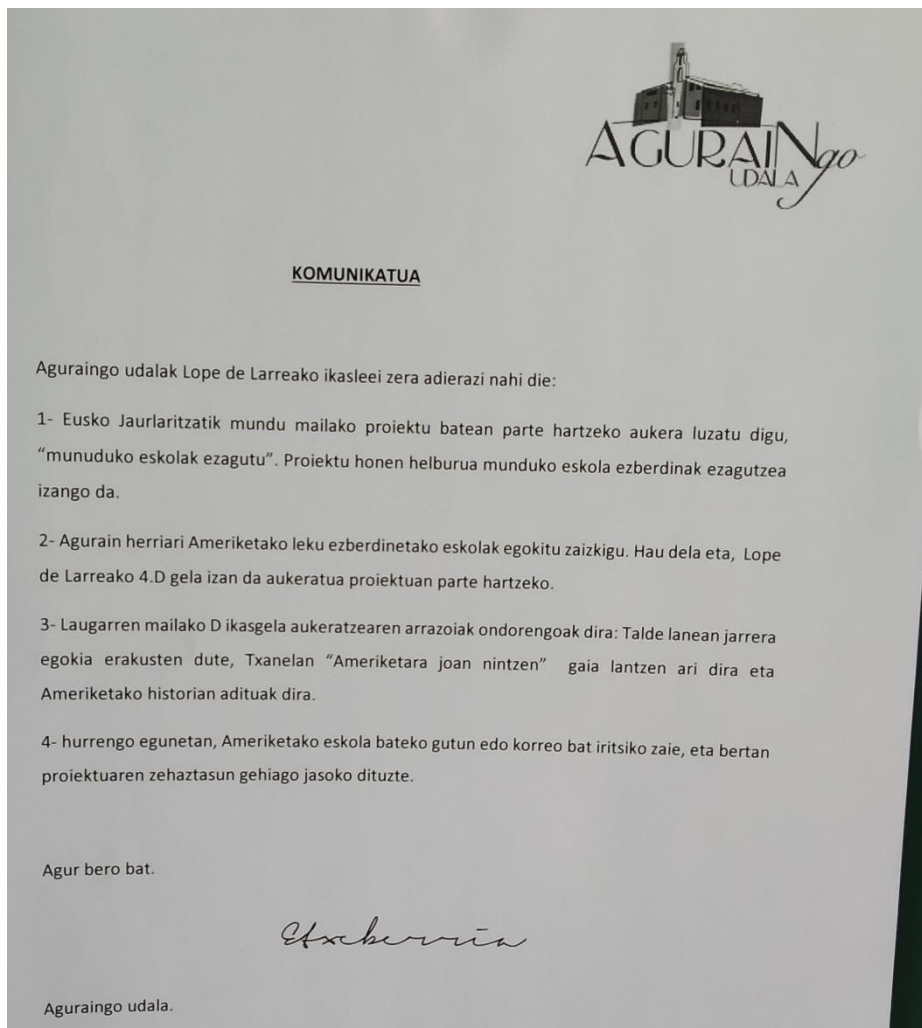 AGURAINgo
UDALA
KOMUNIKATUA
Aguraingo udalak Lope de Larreako ikasleei zera adierazi nahi die:
1- Eusko Jaurlaritzatik mundu mailako proiektu batean parte hartzeko aukera luzatu digu,
“munuduko eskolak ezagutu”. Proiektu honen helburua munduko eskola ezberdinak ezagutzea
izango da.
2- Agurain herriari Ameriketako leku ezberdinetako eskolak egokitu zaizkigu. Hau dela eta, Lope
de Larreako 4.D gela izan da aukeratua proiektuan parte hartzeko.
3- Laugarren mailako D ikasgela aukeratzearen arrazoiak ondorengoak dira: Talde lanean jarrera
egokia erakusten dute, Txanelan “Ameriketara joan nintzen” gaia lantzen ari dira eta
Ameriketako historian adituak dira.
4- hurrengo egunetan, Ameriketako eskola bateko gutun edo korreo bat iritsiko zaie, eta bertan
proiektuaren zehaztasun gehiago jasoko dituzte.
Agur bero bat.
Etxeberria
Aguraingo udala.